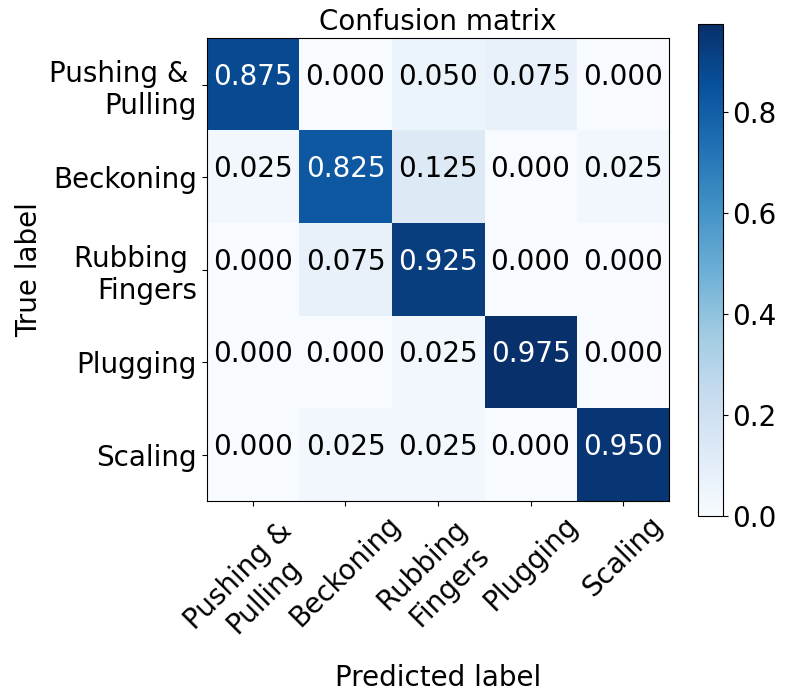 Confusion matrix
Pushing &
Pulling
0.875 0.000 0.050 0.075 0.000
Beckoning
0.025 0.825 0.125 0.000 0.025
Rubbing
Fingers
0.000 0.075 0.925 0.000 0.000
Plugging
0.000 0.000 0.025 0.975 0.000
Scaling
0.000 0.025 0.025 0.000 0.950
True label
Pushing &
Pulling
Beckoning
Rubbing
Fingers
Plugging
Scaling
Predicted label
0.8
0.6
0.4
0.2
0.0